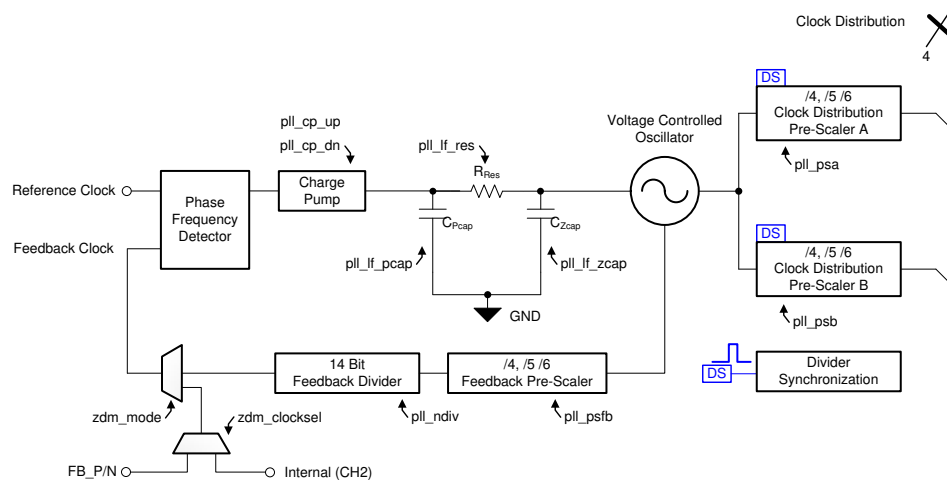 Clock Distribution
4
DS
/4, /5 /6
Clock Distribution
Pre-Scaler A
pll_psa
Voltage Controlled
Oscillator
pll_cp_up
pll_cp_dn
pll_lf_res
R_Res
Reference Clock
Phase
Frequency
Detector
Charge
Pump
Feedback Clock
C_Pcap
C_Zcap
pll_lf_pcap
pll_lf_zcap
GND
DS
/4, /5 /6
Clock Distribution
Pre-Scaler B
pll_psb
14 Bit
Feedback Divider
/4, /5 /6
Feedback Pre-Scaler
DS
Divider
Synchronization
zdm_mode
zdm_clocksel
pll_ndiv
pll_psfb
FB_P/N
Internal (CH2)